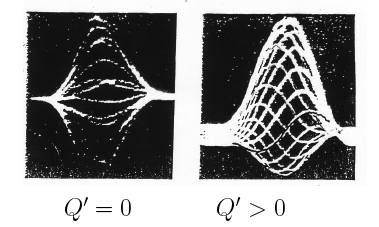 Q′ = 0
Q′ > 0